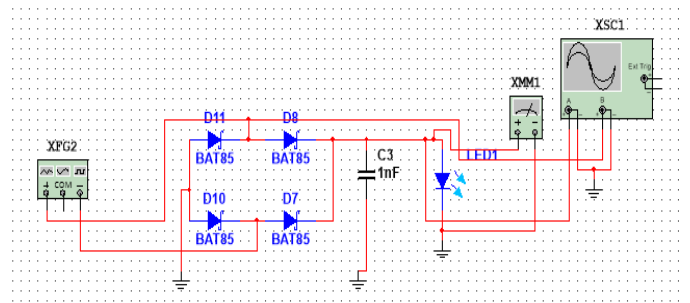 XSC1
Ext Trig
+
-
A
B
+ - + -
XMM1
+ -
D11
D8
BAT85
BAT85
LED1
C3
1nF
XFG2
+ COM -
D10
D7
BAT85
BAT85